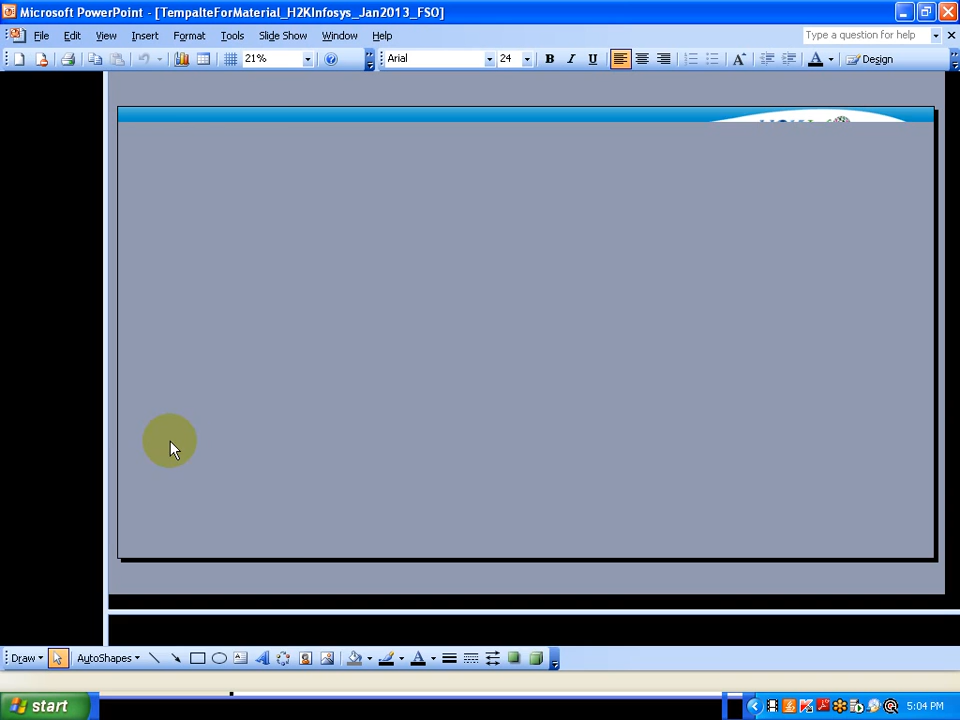 Microsoft PowerPoint - [TempalteForMaterial_H2KInfosys_Jan2013_FSO]
File Edit View Insert Format Tools Slide Show Window Help Type a question for help
21% Arial 24 B I U A A Design
Draw AutoShapes A A
start 5:04 PM